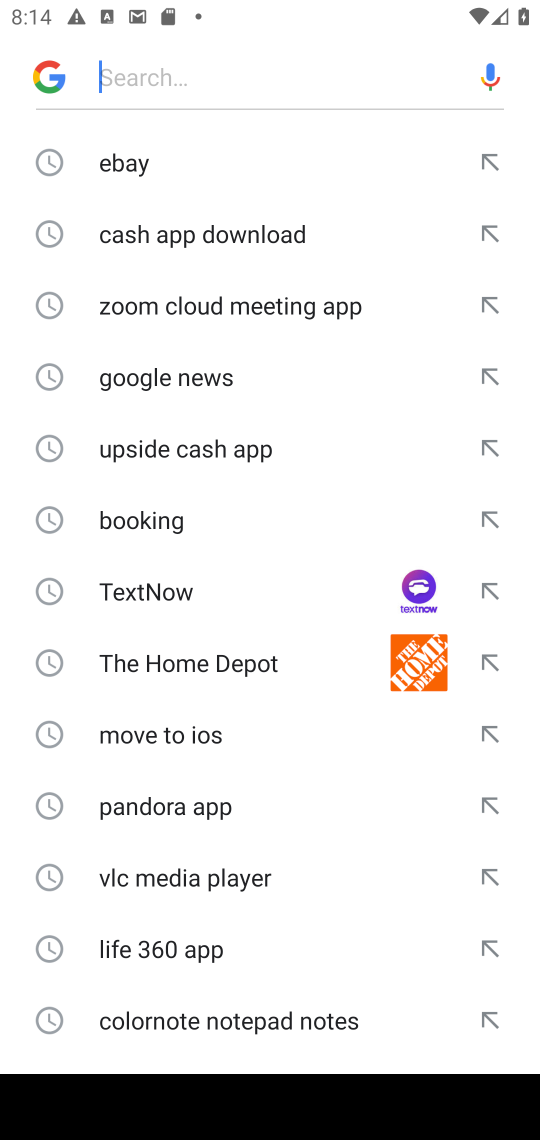 8:14
Search…
ebay
cash app download
zoom cloud meeting app
google news
upside cash app
booking
TextNow
textnow
The Home Depot
THE
HOME
DEPOT
move to ios
pandora app
vlc media player
life 360 app
colornote notepad notes